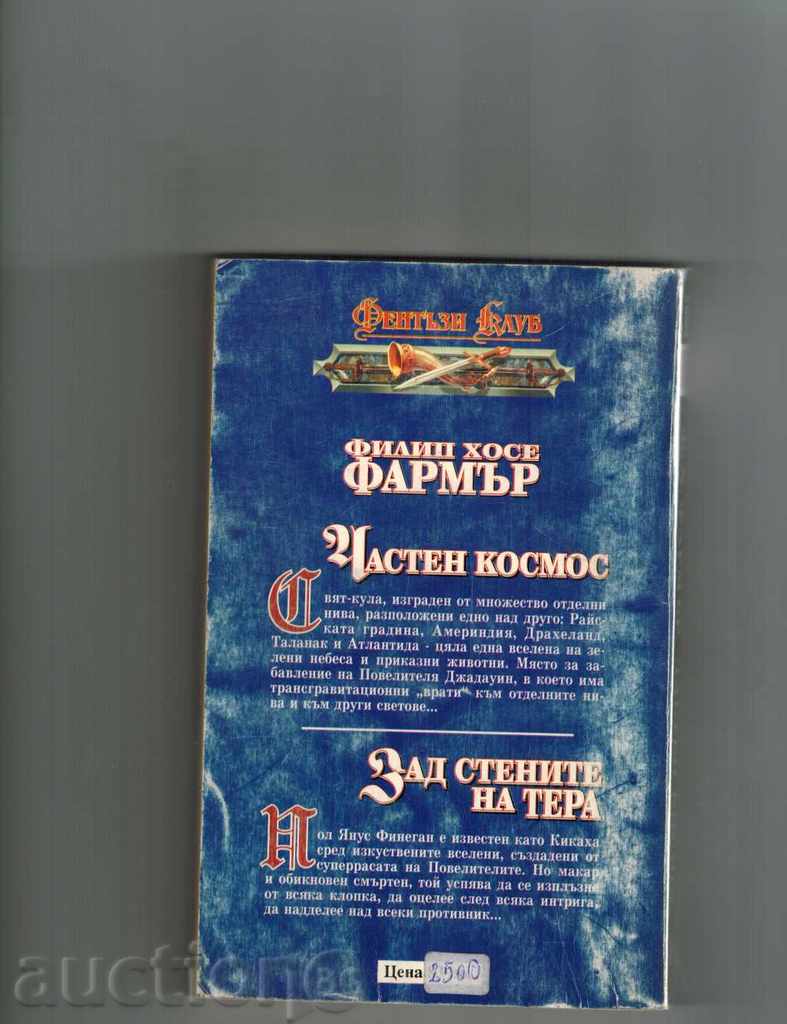 Фентъзи Клуб
ФИЛИП ХОСЕ
ФАРМЪР
ЧАСТЕН КОСМОС
Свят-кула, изграден от множество отделни
нива, разположени едно над друго: Райс-
ката градина, Америндия, Драхеланд,
Таланак и Атлантида - цяла една вселена на зе-
лени небеса и приказни животни. Място за за-
бавление на Повелителя Джадауин, в което има
трансгравитационни „врати“ към отделните ни-
ва и към други светове...
ЗАД СТЕНИТЕ
НА ТЕРА
Пол Янус Финеган е известен като Кикаха
сред изкуствените вселени, създадени от
суперрасата на Повелителите. Но макар
и обикновен смъртен, той успява да се изплъзне
от всяка клопка, да оцелее след всяка интрига,
да надделее над всеки противник...
Цена 2500
auction.bg